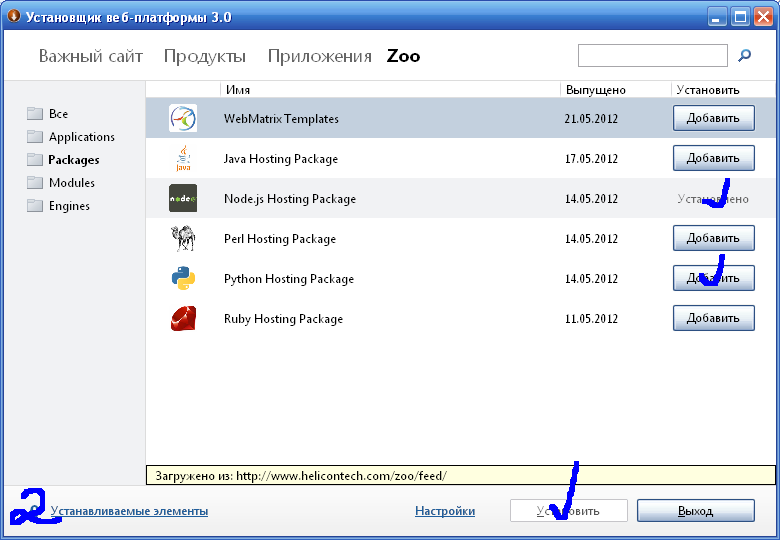 Установщик веб-платформы 3.0
Важный сайт Продукты Приложения Zoo
Имя Выпущено Установить
Все
Applications
Packages
Modules
Engines
WebMatrix Templates 21.05.2012 Добавить
Java Hosting Package 17.05.2012 Добавить
Node.js Hosting Package 14.05.2012 Установлено
Perl Hosting Package 14.05.2012 Добавить
Python Hosting Package 14.05.2012 Добавить
Ruby Hosting Package 11.05.2012 Добавить
Загружено из: http://www.helicontech.com/zoo/feed/
2 Устанавливаемые элементы Настройки Установить Выход